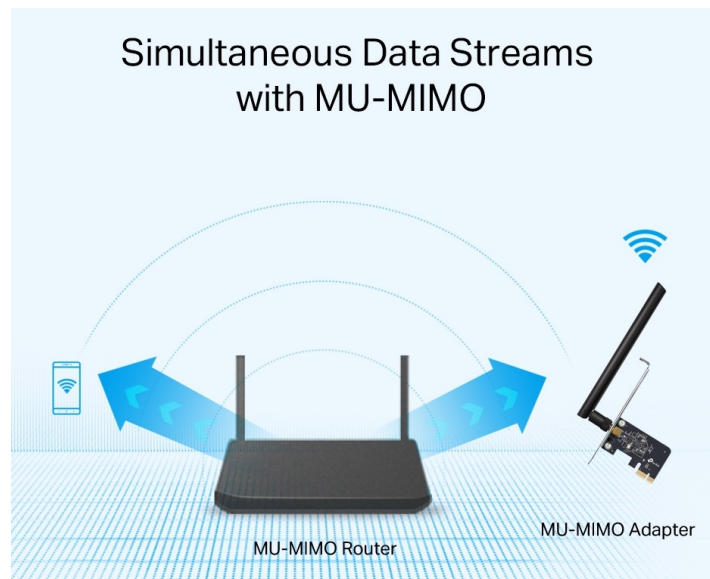 Simultaneous Data Streams
with MU-MIMO
MU-MIMO Adapter
MU-MIMO Router